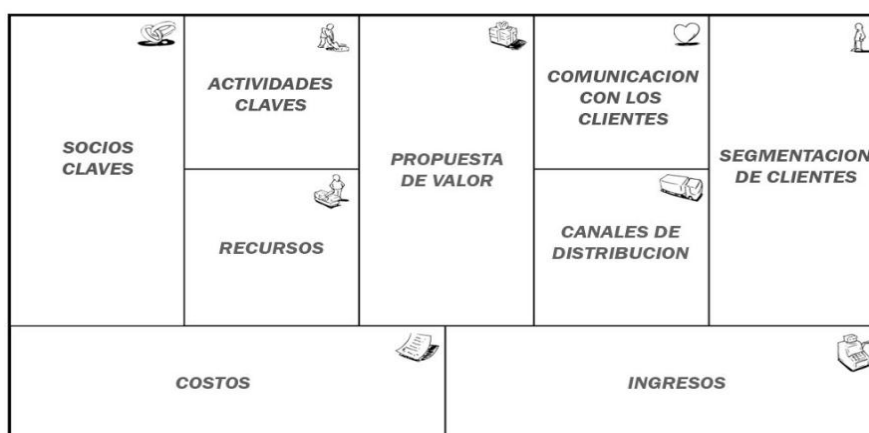 SOCIOS
CLAVES
ACTIVIDADES
CLAVES
RECURSOS
PROPUESTA
DE VALOR
COMUNICACION
CON LOS
CLIENTES
CANALES DE
DISTRIBUCION
SEGMENTACION
DE CLIENTES
COSTOS
INGRESOS